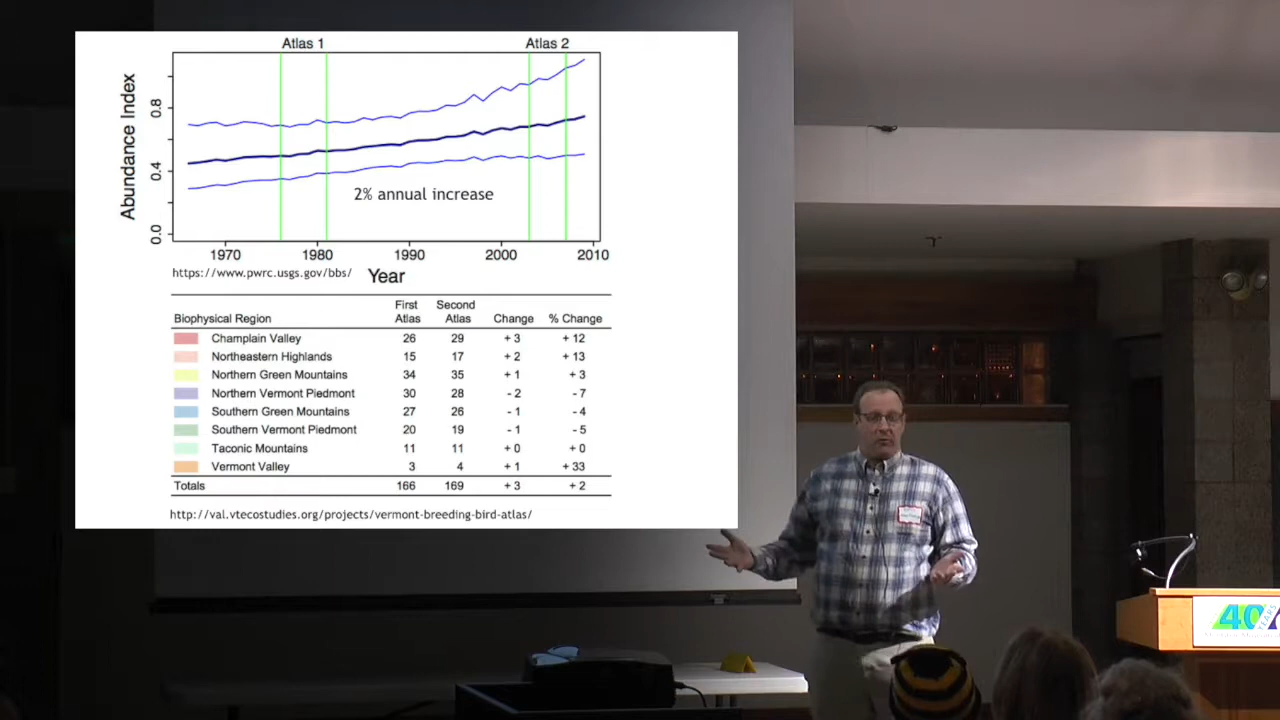 Atlas 1 Atlas 2
Abundance Index
0.8
0.4
0.0
2% annual increase
1970 1980 1990 2000 2010
https://www.pwrc.usgs.gov/bbs/ Year
First Second
Biophysical Region Atlas Atlas Change % Change
Champlain Valley 26 29 + 3 + 12
Northeastern Highlands 15 17 + 2 + 13
Northern Green Mountains 34 35 + 1 + 3
Northern Vermont Piedmont 30 28 - 2 - 7
Southern Green Mountains 27 26 - 1 - 4
Southern Vermont Piedmont 20 19 - 1 - 5
Taconic Mountains 11 11 + 0 + 0
Vermont Valley 3 4 + 1 + 33
Totals 166 169 + 3 + 2
http://val.vtecostudies.org/projects/vermont-breeding-bird-atlas/
40
YEARS